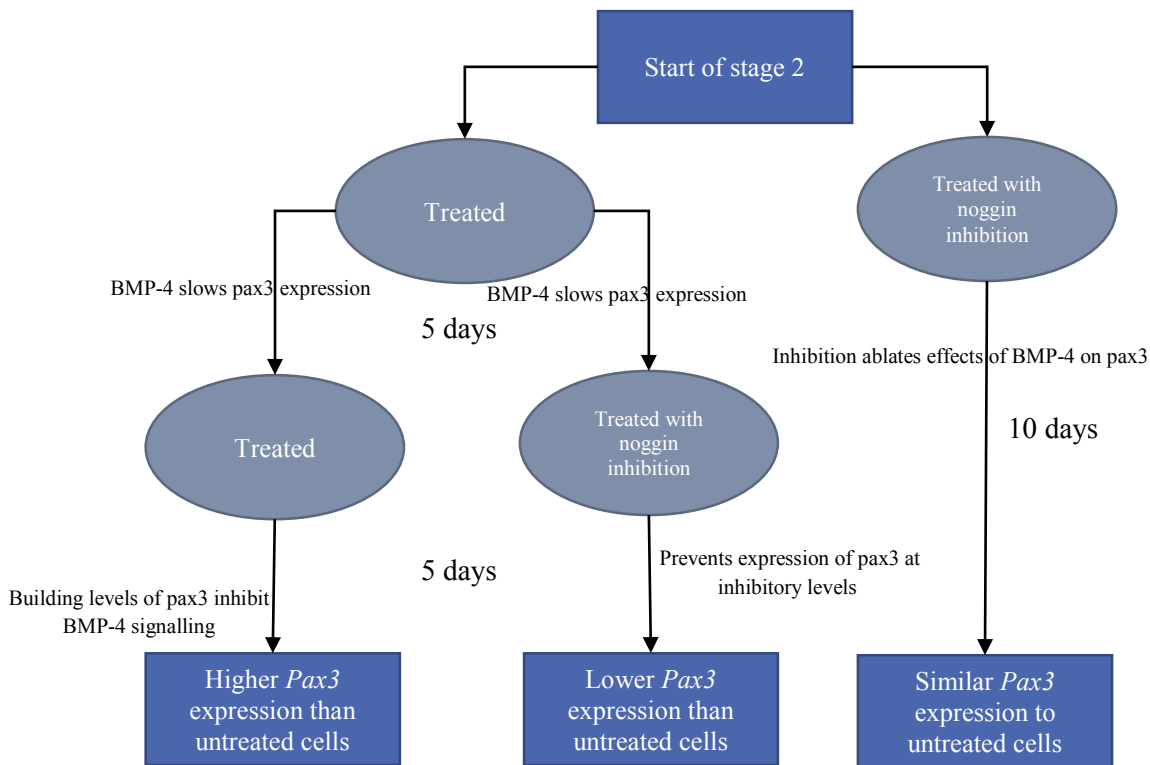 Start of stage 2
Treated
Treated with
noggin
inhibition
BMP-4 slows pax3 expression
BMP-4 slows pax3 expression
5 days
Inhibition ablates effects of BMP-4 on pax3
10 days
Treated
Treated with
noggin
inhibition
5 days
Prevents expression of pax3 at
inhibitory levels
Building levels of pax3 inhibit
BMP-4 signalling
Higher Pax3
expression than
untreated cells
Lower Pax3
expression than
untreated cells
Similar Pax3
expression to
untreated cells